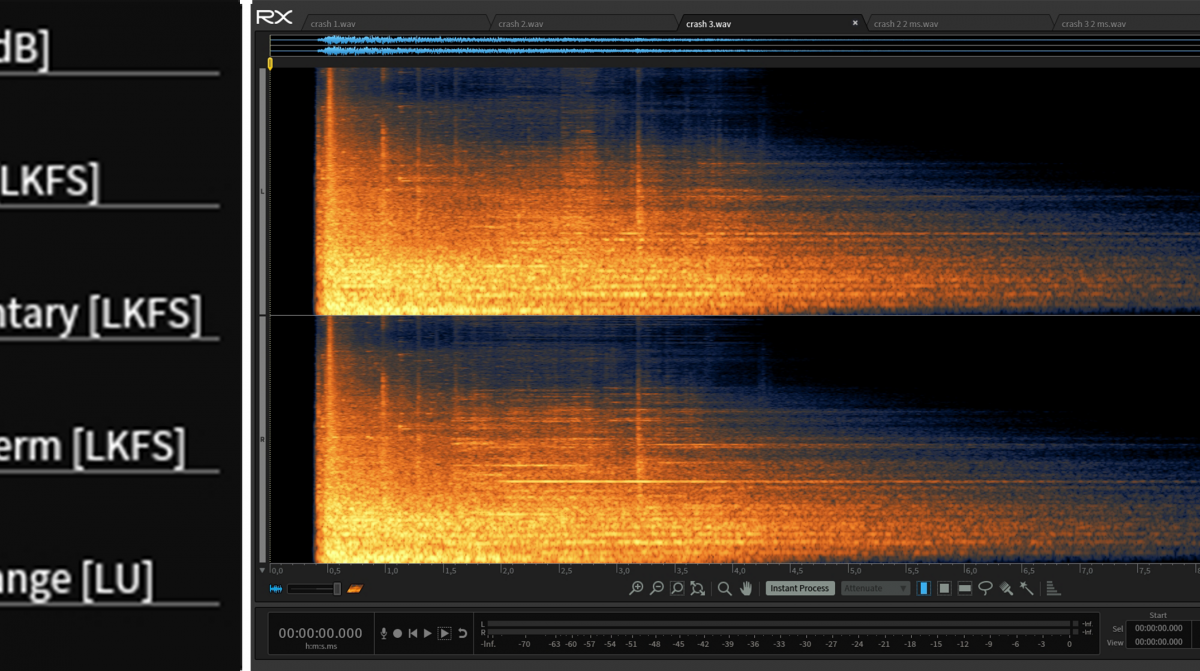 dB]
[LKFS]
ntary [LKFS]
erm [LKFS]
ange [LU]
RX
crash 1.wav
crash 2.wav
crash 3.wav
crash 2 2 ms.wav
crash 3 2 ms.wav
L
R
0,0 0,5 1,0 1,5 2,0 2,5 3,0 3,5 4,0 4,5 5,0 5,5 6,0 6,5 7,0 7,5
Instant Process
Attenuate
00:00:00.000
h:m:s.ms
L
R
-Inf. -70 -63 -60 -57 -54 -51 -48 -45 -42 -39 -36 -33 -30 -27 -24 -21 -18 -15 -12 -9 -6 -3 0
-Inf
-Inf
Start
Sel 00:00:00.000
View 00:00:00.000